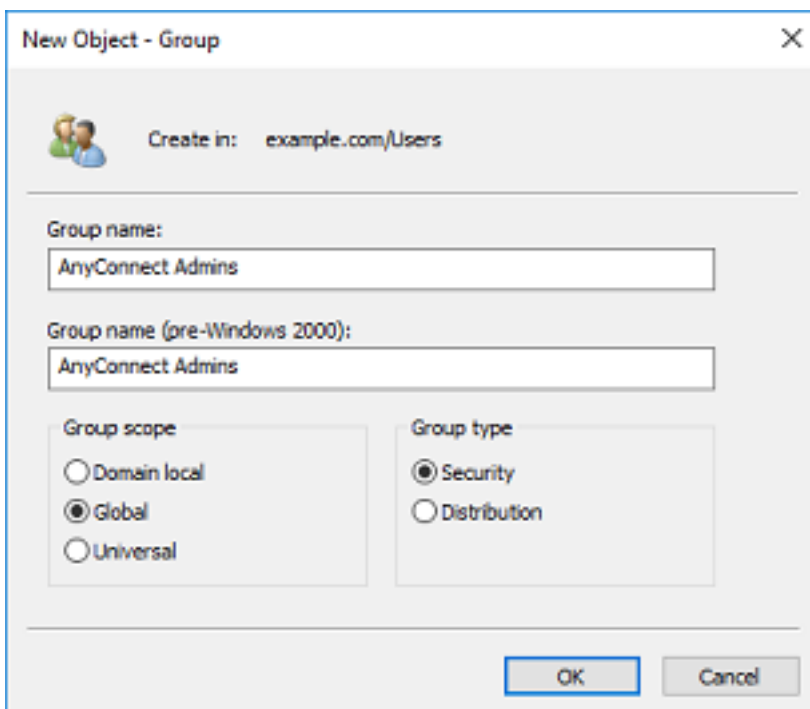 New Object - Group
Create in: example.com/Users
Group name:
AnyConnect Admins
Group name (pre-Windows 2000):
AnyConnect Admins
Group scope
Domain local
Global
Universal
Group type
Security
Distribution
OK
Cancel